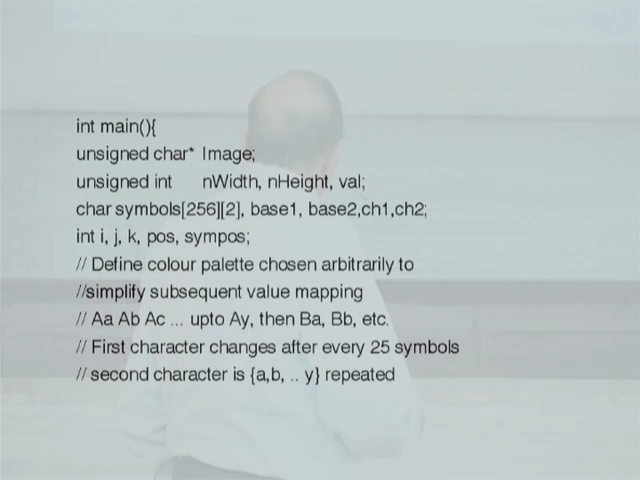 int main(){
unsigned char* Image;
unsigned int nWidth, nHeight, val;
char symbols[256][2], base1, base2,ch1,ch2;
int i, j, k, pos, sympos;
// Define colour palette chosen arbitrarily to
//simplify subsequent value mapping
// Aa Ab Ac ... upto Ay, then Ba, Bb, etc.
// First character changes after every 25 symbols
// second character is {a,b, .. y} repeated